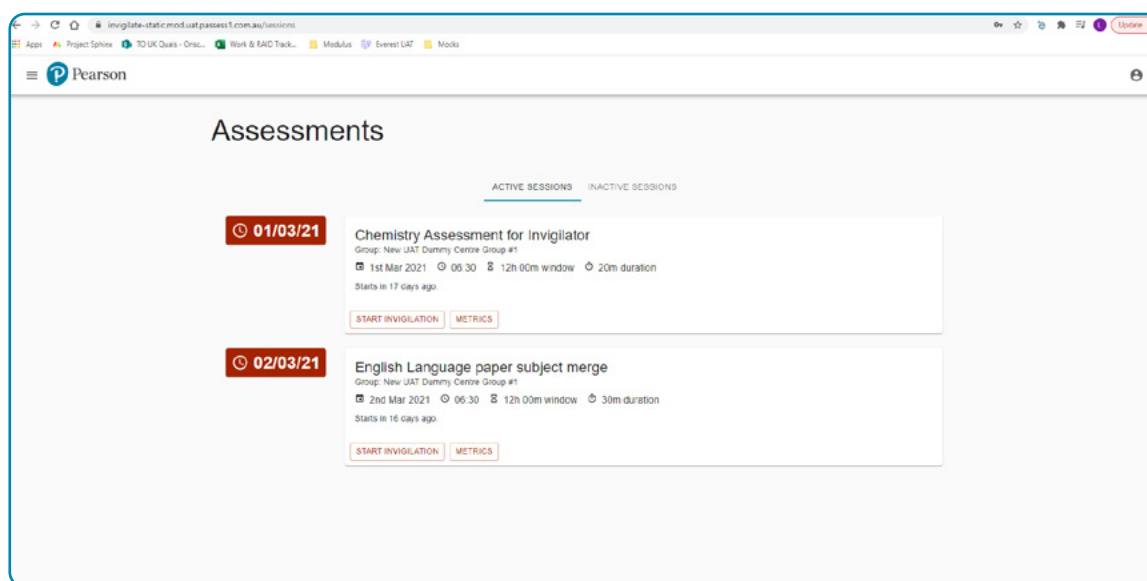 invigilate-static.mod.uat.passess1.com.au/sessions
Update
Apps Project Sphinx TO UK Quals - Onsc... Work & RAID Track... Modulus Everest UAT Mocks
Pearson
Assessments
ACTIVE SESSIONS INACTIVE SESSIONS
01/03/21
Chemistry Assessment for Invigilator
Group: New UAT Dummy Centre Group #1
1st Mar 2021 06:30 12h 00m window 20m duration
Starts in 17 days ago.
START INVIGILATION METRICS
02/03/21
English Language paper subject merge
Group: New UAT Dummy Centre Group #1
2nd Mar 2021 06:30 12h 00m window 30m duration
Starts in 16 days ago.
START INVIGILATION METRICS